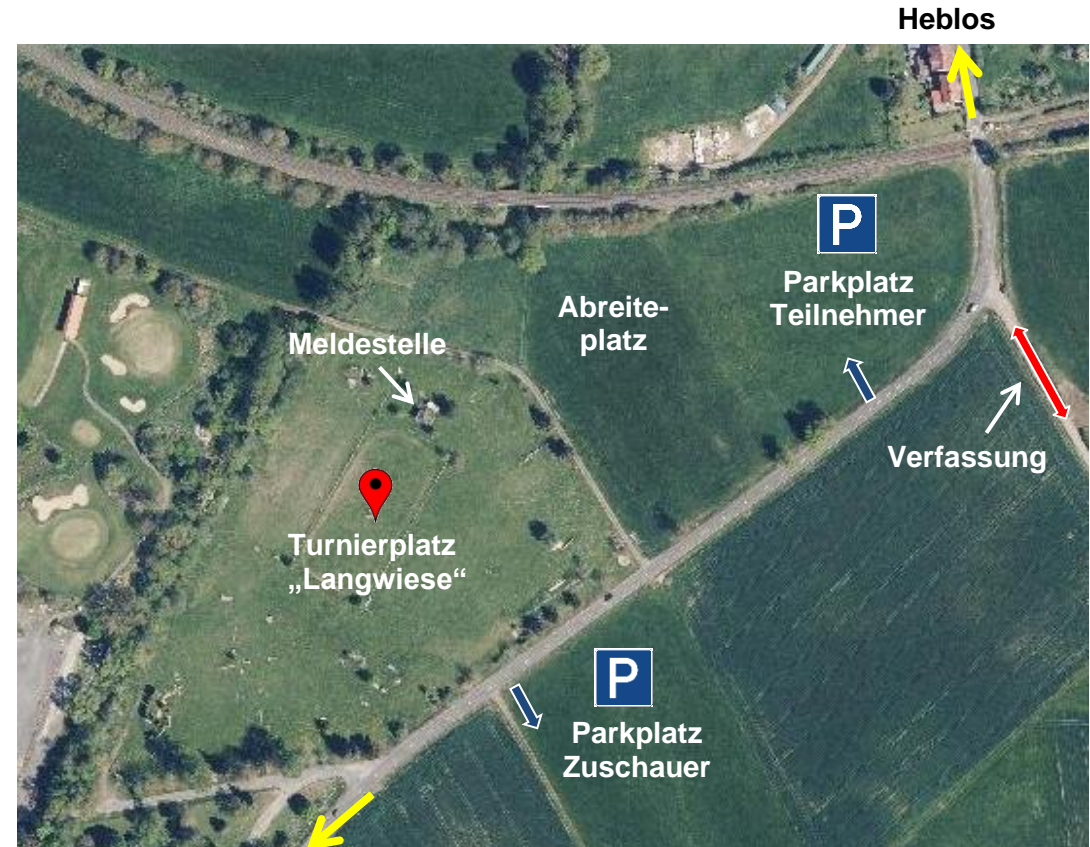 Heblos
P
Parkplatz
Teilnehmer
Abreite-
platz
Meldestelle
Verfassung
Turnierplatz
„Langwiese“
P
Parkplatz
Zuschauer